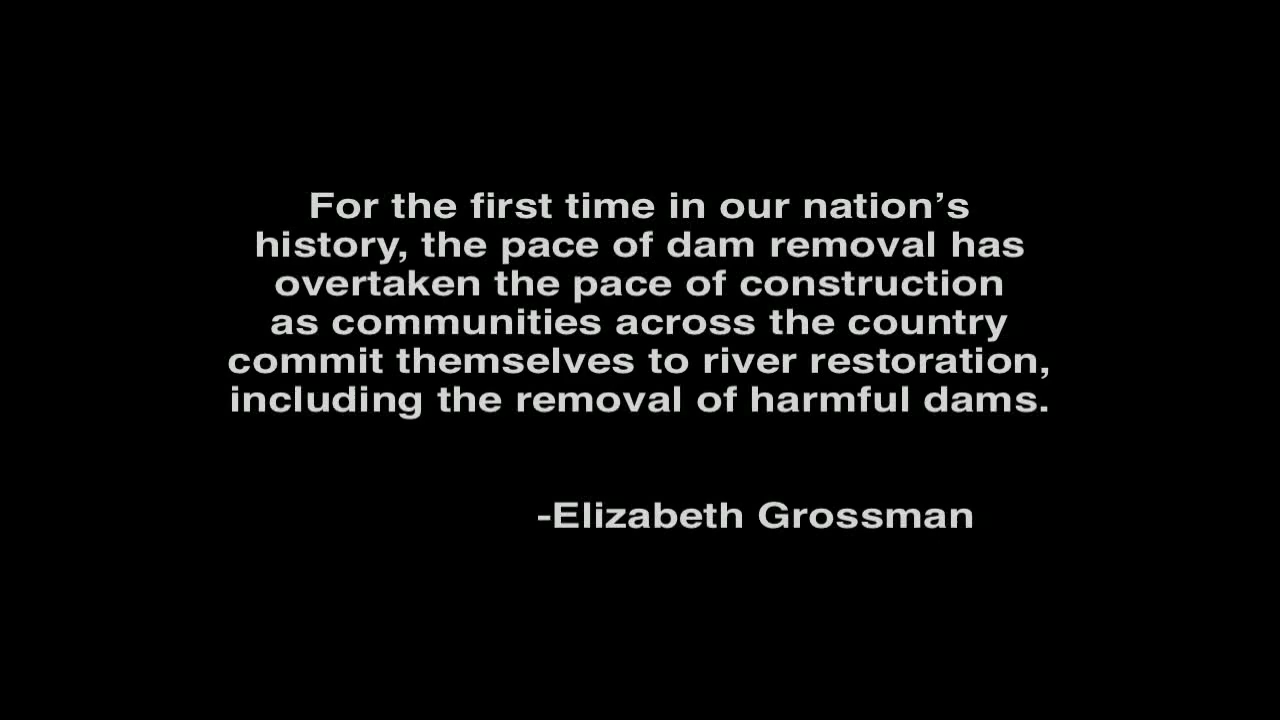 For the first time in our nation’s
history, the pace of dam removal has
overtaken the pace of construction
as communities across the country
commit themselves to river restoration,
including the removal of harmful dams.
-Elizabeth Grossman